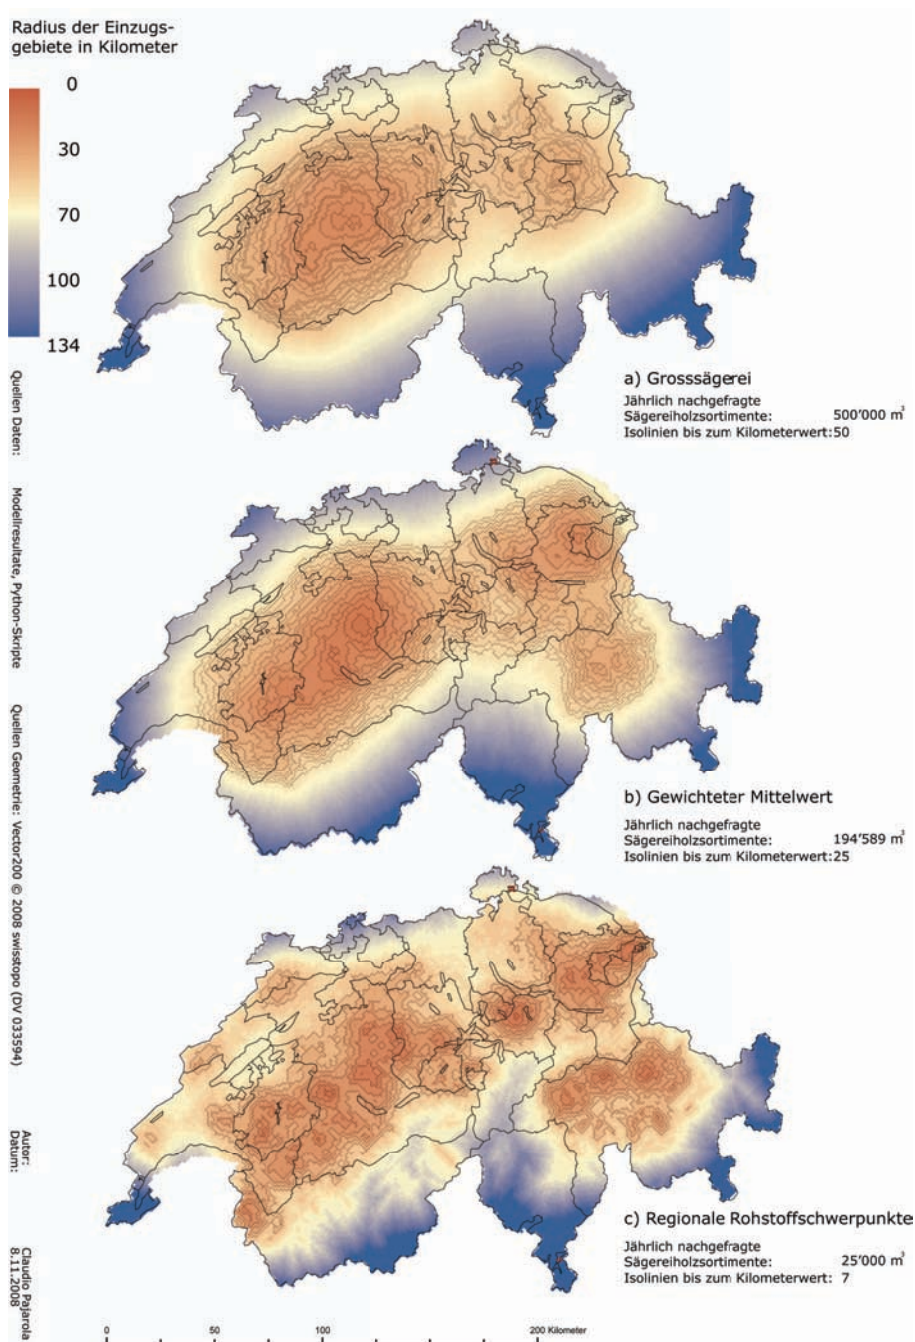 Radius der Einzugs-
gebiete in Kilometer
0
30
70
100
134
a) Grosssägerei
Jährlich nachgefragte
Sägereiholzsortimente: 500'000 m³
Isolinien bis zum Kilometerwert:50
b) Gewichteter Mittelwert
Jährlich nachgefragte
Sägereiholzsortimente: 194'589 m³
Isolinien bis zum Kilometerwert:25
c) Regionale Rohstoffschwerpunkte
Jährlich nachgefragte
Sägereiholzsortimente: 25'000 m³
Isolinien bis zum Kilometerwert: 7
Quellen Daten: Modellresultate, Python-Skripte Quellen Geometrie: Vector200 © 2008 swisstopo (DV 033594)
Autor: Claudio Pajarola
Datum: 8.11.2008
0 50 100 200 Kilometer